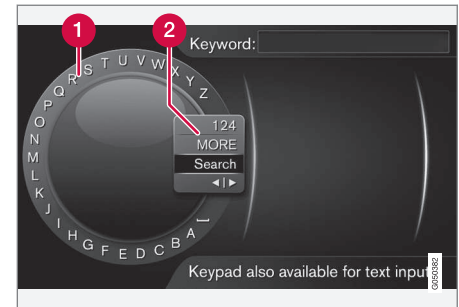 1
2
Keyword:
A B C D E F G H I J K L M N O P Q R S T U V W X Y Z
124
MORE
Search
◄|►
Keypad also available for text input
G050382